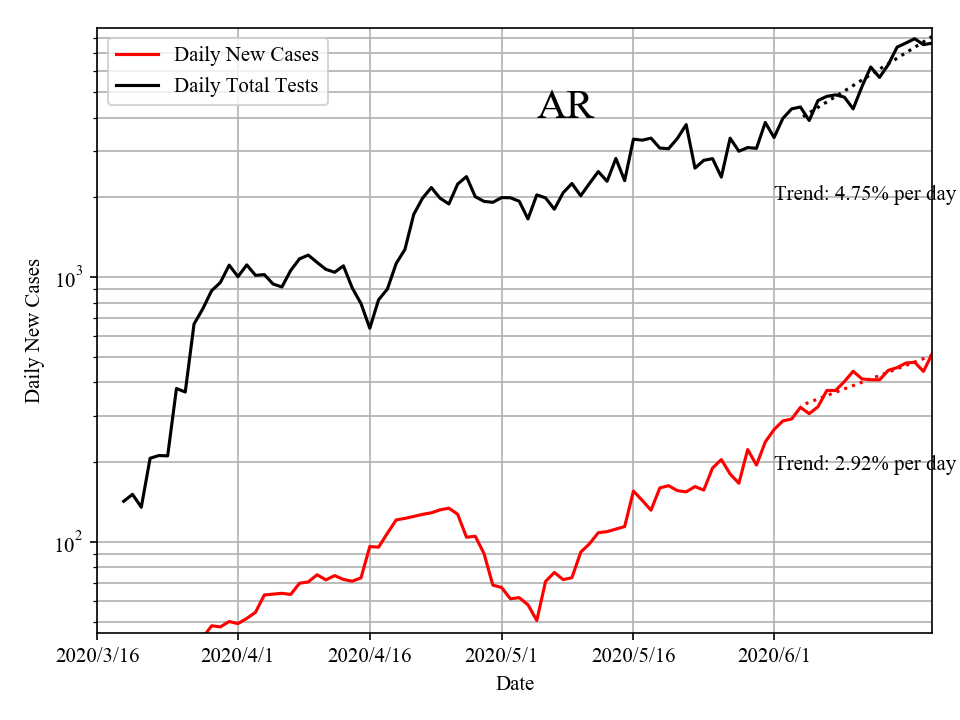 Daily New Cases
Daily Total Tests
AR
Trend: 4.75% per day
Trend: 2.92% per day
10³
10²
Daily New Cases
2020/3/16 2020/4/1 2020/4/16 2020/5/1 2020/5/16 2020/6/1
Date